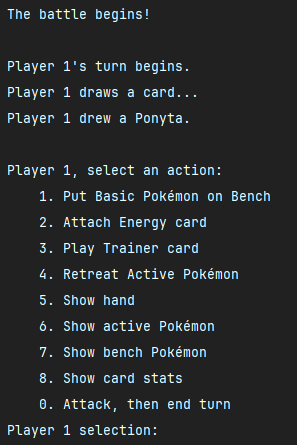 The battle begins!
Player 1's turn begins.
Player 1 draws a card...
Player 1 drew a Ponyta.
Player 1, select an action:
1. Put Basic Pokémon on Bench
2. Attach Energy card
3. Play Trainer card
4. Retreat Active Pokémon
5. Show hand
6. Show active Pokémon
7. Show bench Pokémon
8. Show card stats
0. Attack, then end turn
Player 1 selection: